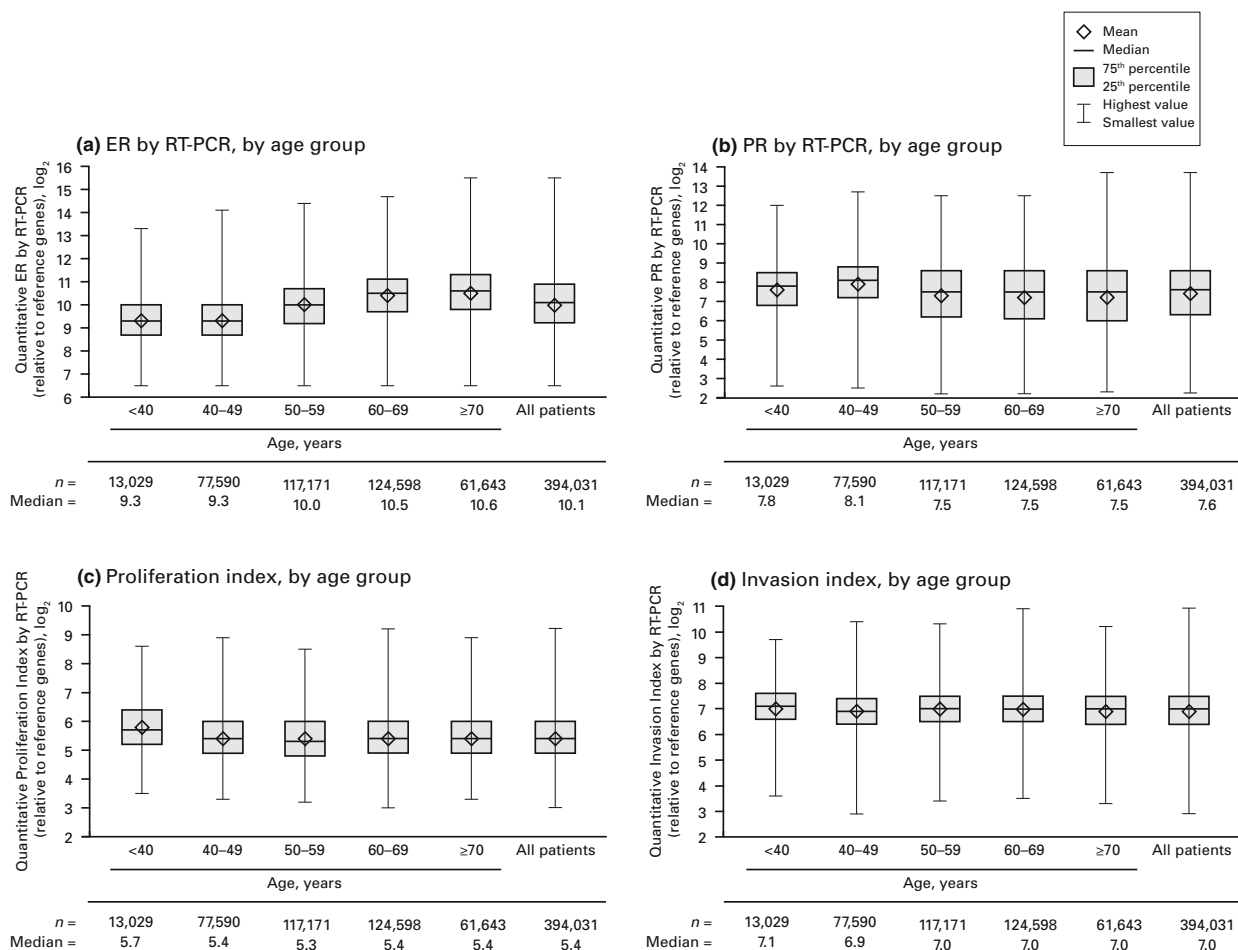 Mean
Median
75th percentile
25th percentile
Highest value
Smallest value
(a) ER by RT-PCR, by age group
Quantitative ER by RT-PCR
(relative to reference genes), log2
16
15
14
13
12
11
10
9
8
7
6
<40 40–49 50–59 60–69 ≥70 All patients
Age, years
n = 13,029 77,590 117,171 124,598 61,643 394,031
Median = 9.3 9.3 10.0 10.5 10.6 10.1
(b) PR by RT-PCR, by age group
Quantitative PR by RT-PCR
(relative to reference genes), log2
14
13
12
11
10
9
8
7
6
5
4
3
2
<40 40–49 50–59 60–69 ≥70 All patients
Age, years
n = 13,029 77,590 117,171 124,598 61,643 394,031
Median = 7.8 8.1 7.5 7.5 7.5 7.6
(c) Proliferation index, by age group
Quantitative Proliferation Index by RT-PCR
(relative to reference genes), log2
10
9
8
7
6
5
4
3
2
<40 40–49 50–59 60–69 ≥70 All patients
Age, years
n = 13,029 77,590 117,171 124,598 61,643 394,031
Median = 5.7 5.4 5.3 5.4 5.4 5.4
(d) Invasion index, by age group
Quantitative Invasion Index by RT-PCR
(relative to reference genes), log2
11
10
9
8
7
6
5
4
3
2
<40 40–49 50–59 60–69 ≥70 All patients
Age, years
n = 13,029 77,590 117,171 124,598 61,643 394,031
Median = 7.1 6.9 7.0 7.0 7.0 7.0